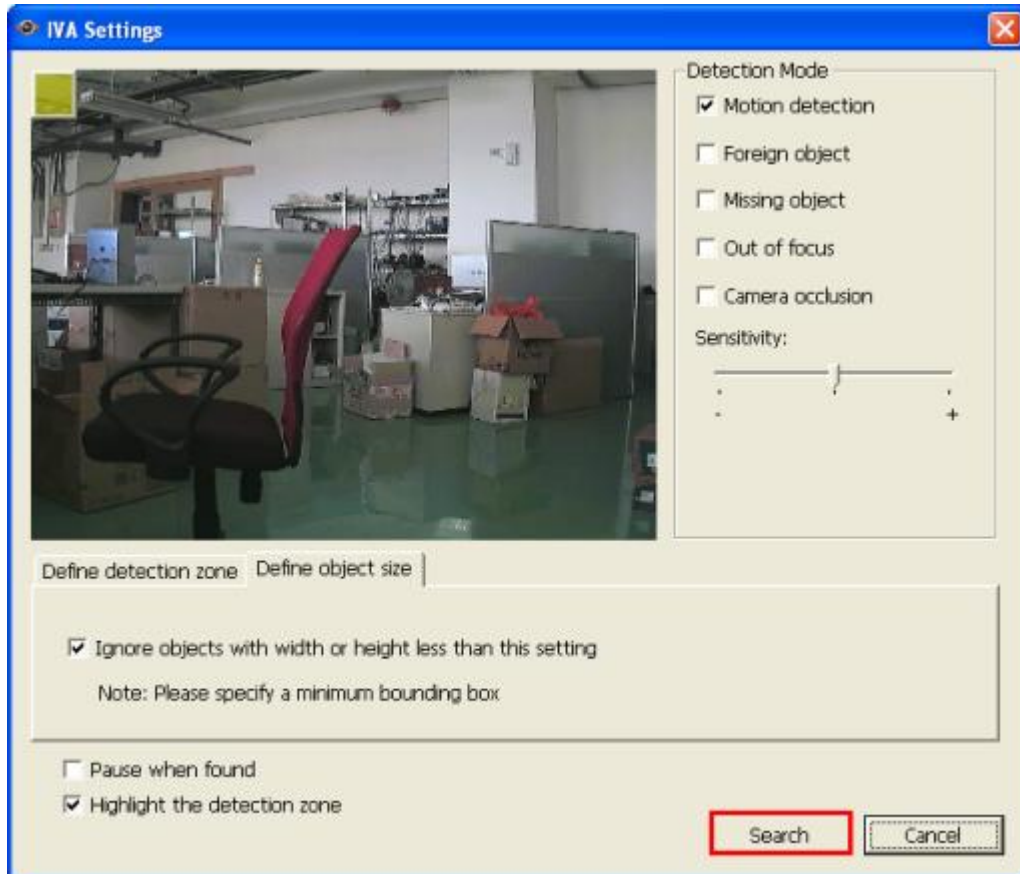 IVA Settings
Detection Mode
Motion detection
Foreign object
Missing object
Out of focus
Camera occlusion
Sensitivity:
- +
Define detection zone
Define object size
Ignore objects with width or height less than this setting
Note: Please specify a minimum bounding box
Pause when found
Highlight the detection zone
Search
Cancel